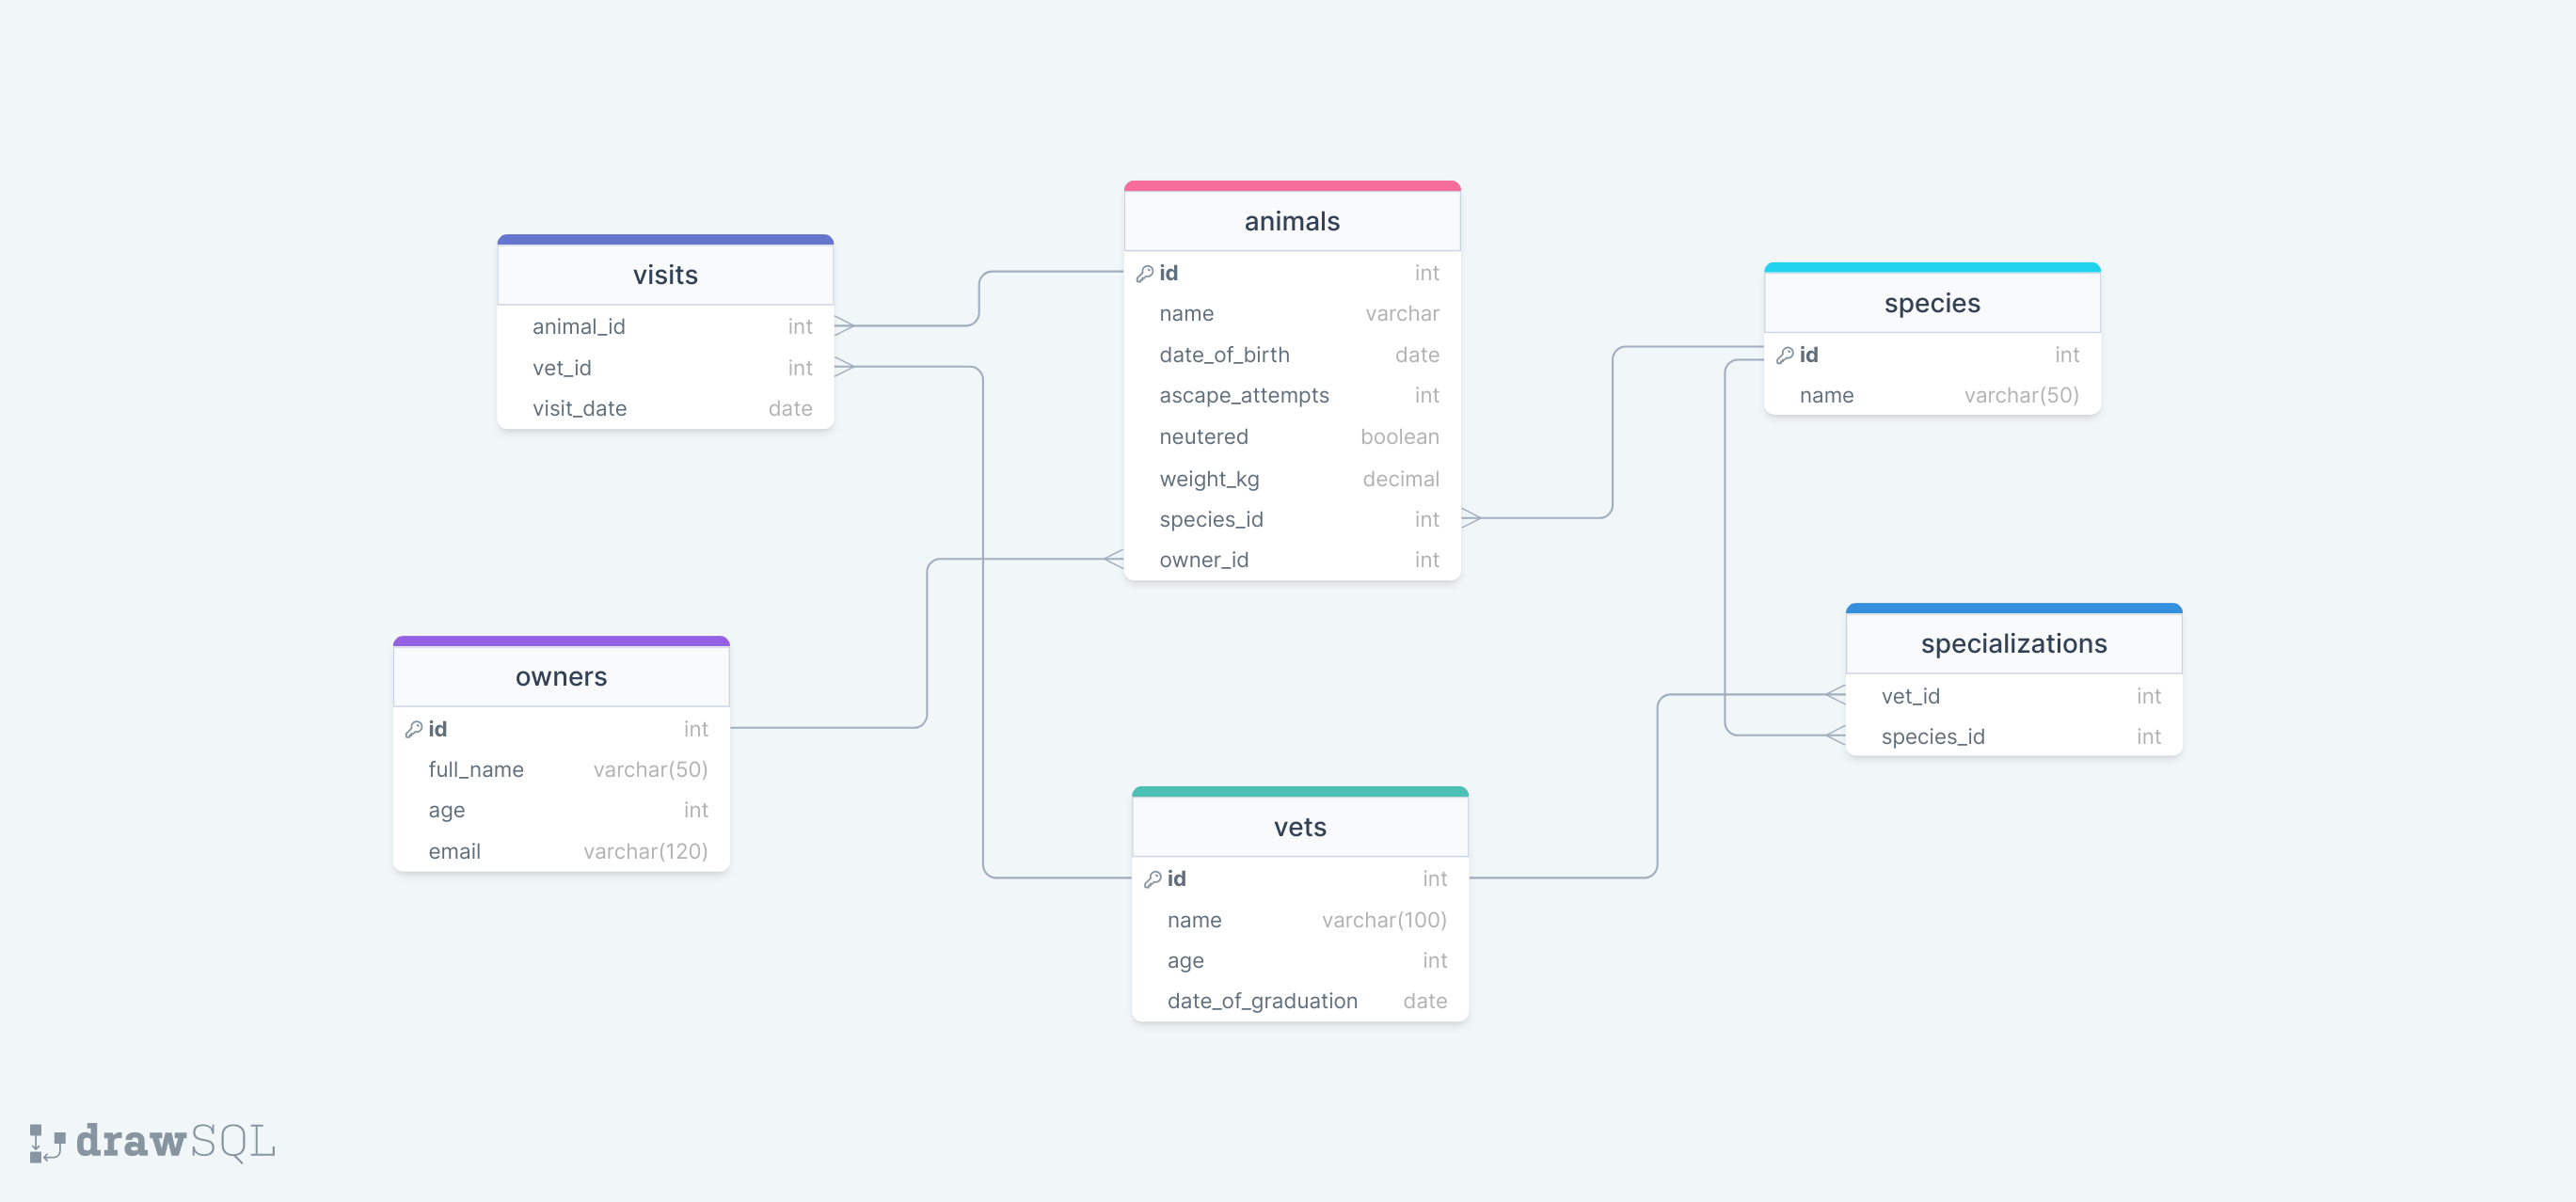 visits
animal_id int
vet_id int
visit_date date
animals
id int
name varchar
date_of_birth date
ascape_attempts int
neutered boolean
weight_kg decimal
species_id int
owner_id int
species
id int
name varchar(50)
owners
id int
full_name varchar(50)
age int
email varchar(120)
vets
id int
name varchar(100)
age int
date_of_graduation date
specializations
vet_id int
species_id int
drawSQL